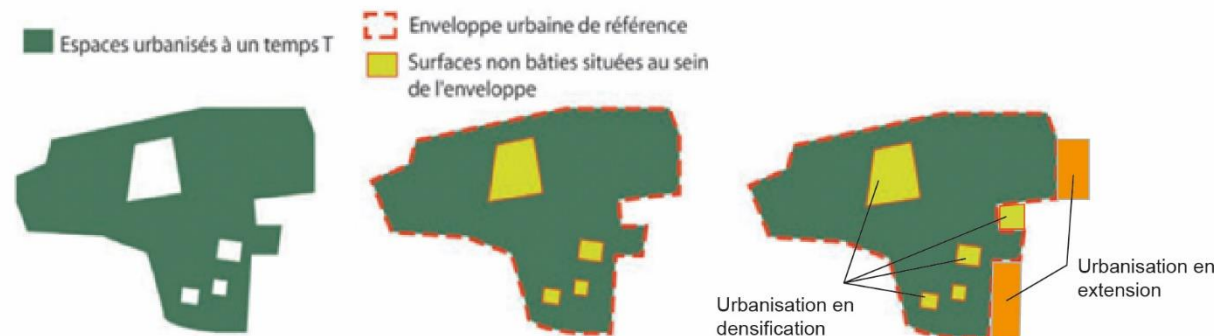 Espaces urbanisés à un temps T
Enveloppe urbaine de référence
Surfaces non bâties situées au sein
de l'enveloppe
Urbanisation en
densification
Urbanisation en
extension